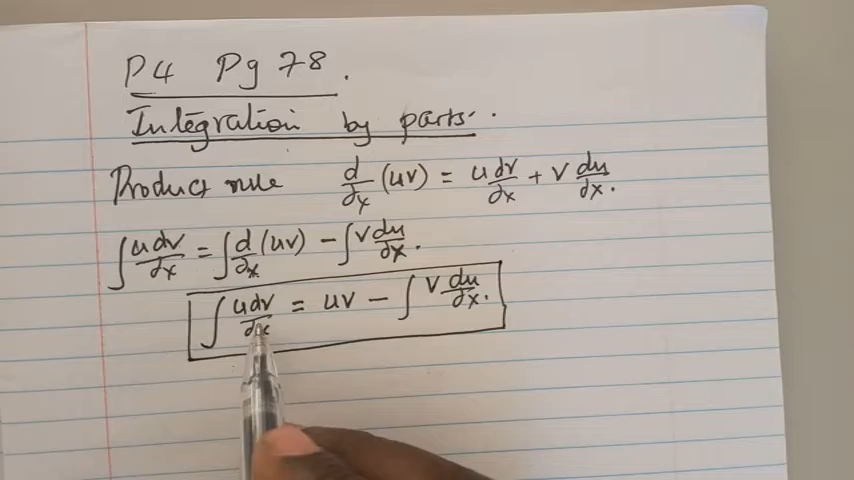 P4 Pg 78.
Integration by parts.
Product rule d/dx (uv) = u dv/dx + v du/dx.
∫ u dv/dx = ∫ d/dx (uv) − ∫ v du/dx.
∫ u dv/dx = uv − ∫ v du/dx.